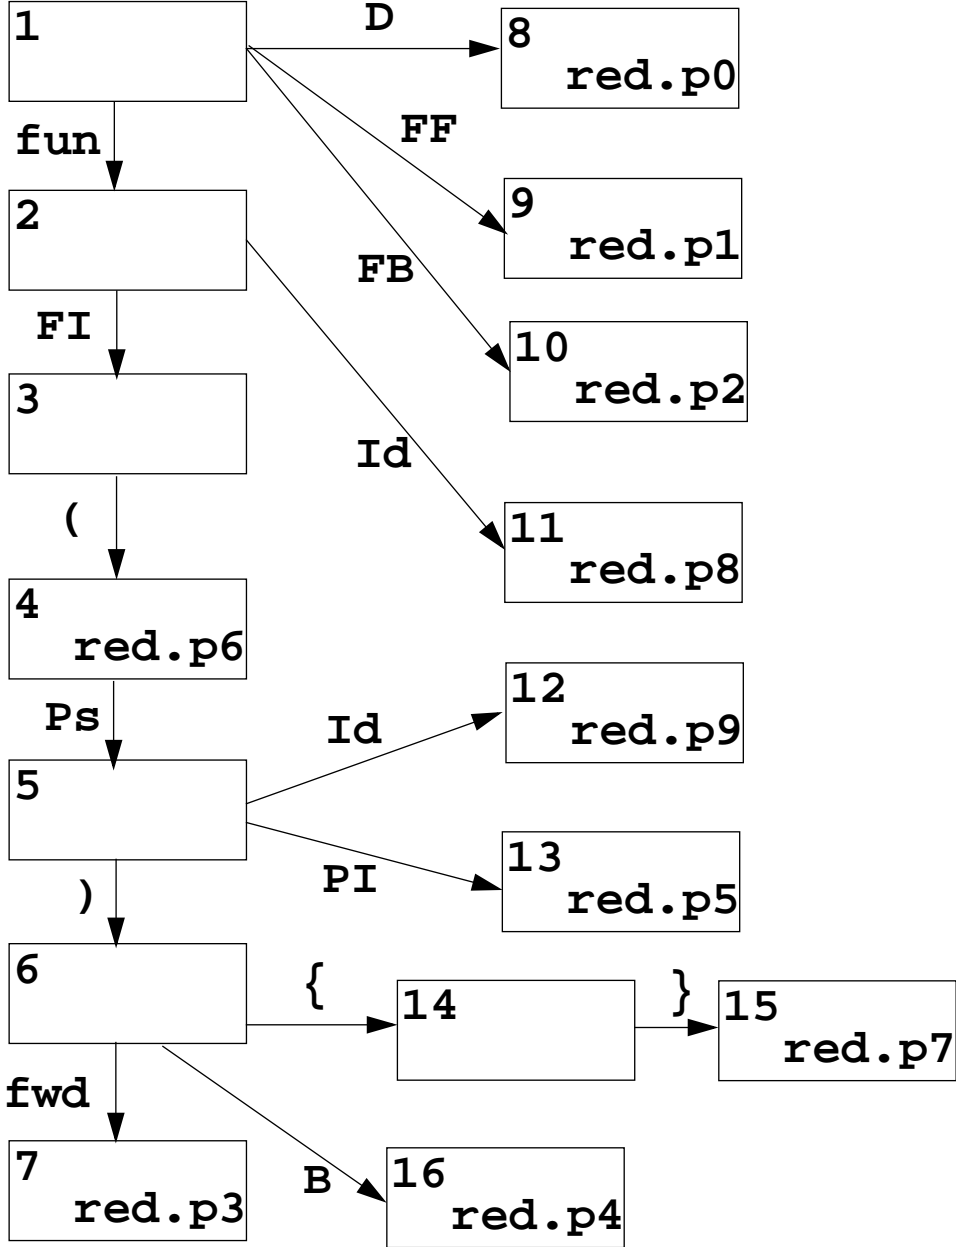 1
D
8
red.p0
fun
FF
2
9
red.p1
FB
FI
10
red.p2
3
Id
(
11
red.p8
4
red.p6
Ps
12
red.p9
Id
5
13
red.p5
PI
)
6
{
14
}
15
red.p7
fwd
7
red.p3
B
16
red.p4